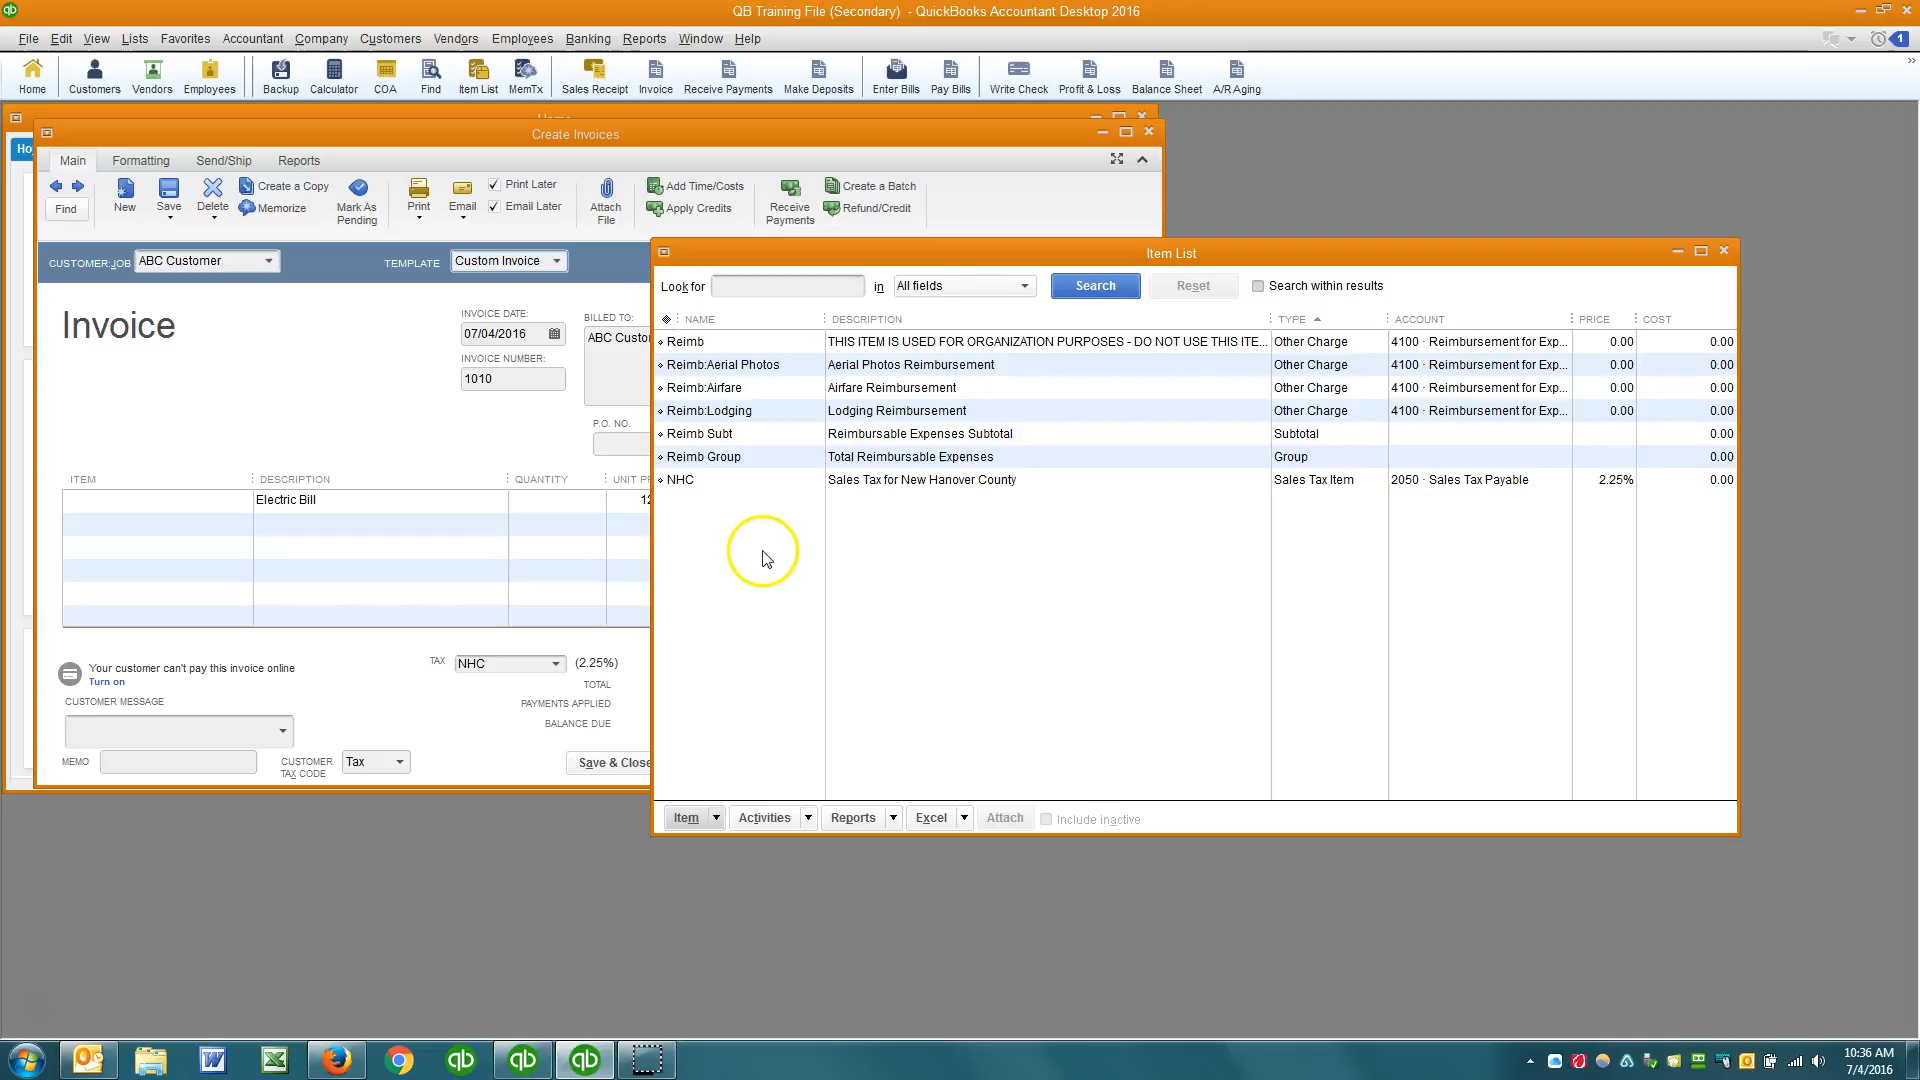 QB Training File (Secondary) - QuickBooks Accountant Desktop 2016
File Edit View Lists Favorites Accountant Company Customers Vendors Employees Banking Reports Window Help
1
Home Customers Vendors Employees Backup Calculator COA Find Item List MemTx Sales Receipt Invoice Receive Payments Make Deposits Enter Bills Pay Bills Write Check Profit & Loss Balance Sheet A/R Aging
Create Invoices
Main Formatting Send/Ship Reports
Find New Save Delete Create a Copy Memorize Mark As Pending Print Email Print Later Email Later Attach File Add Time/Costs Apply Credits Receive Payments Create a Batch Refund/Credit
CUSTOMER:JOB ABC Customer TEMPLATE Custom Invoice
Invoice
INVOICE DATE:
07/04/2016
INVOICE NUMBER:
1010
BILLED TO:
ABC Custo
P.O. NO.
ITEM DESCRIPTION QUANTITY UNIT P
Electric Bill 12
Your customer can't pay this invoice online
Turn on
TAX NHC (2.25%)
TOTAL
PAYMENTS APPLIED
BALANCE DUE
CUSTOMER MESSAGE
MEMO CUSTOMER TAX CODE Tax
Save & Close
Item List
Look for in All fields Search Reset Search within results
NAME DESCRIPTION TYPE ACCOUNT PRICE COST
Reimb THIS ITEM IS USED FOR ORGANIZATION PURPOSES - DO NOT USE THIS ITE... Other Charge 4100 · Reimbursement for Exp... 0.00 0.00
Reimb:Aerial Photos Aerial Photos Reimbursement Other Charge 4100 · Reimbursement for Exp... 0.00 0.00
Reimb:Airfare Airfare Reimbursement Other Charge 4100 · Reimbursement for Exp... 0.00 0.00
Reimb:Lodging Lodging Reimbursement Other Charge 4100 · Reimbursement for Exp... 0.00 0.00
Reimb Subt Reimbursable Expenses Subtotal Subtotal 0.00
Reimb Group Total Reimbursable Expenses Group 0.00
NHC Sales Tax for New Hanover County Sales Tax Item 2050 · Sales Tax Payable 2.25% 0.00
Item Activities Reports Excel Attach Include inactive
10:36 AM
7/4/2016